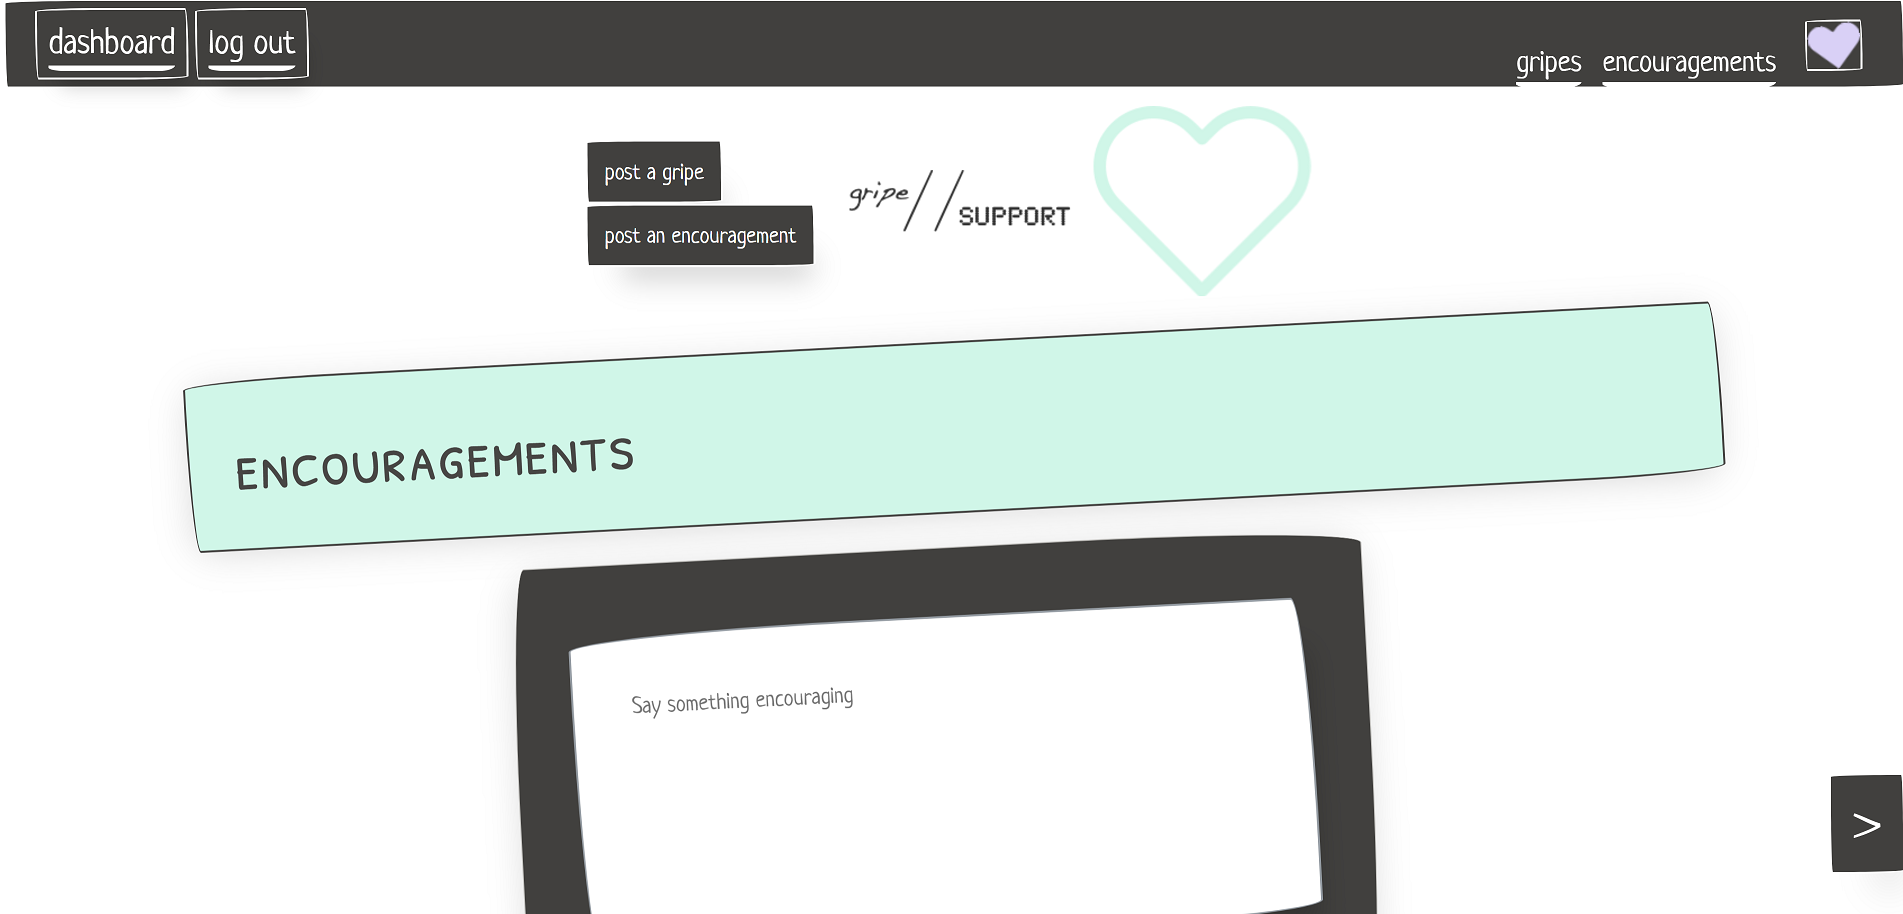 dashboard log out
gripes encouragements
post a gripe
post an encouragement
gripe//SUPPORT
ENCOURAGEMENTS
Say something encouraging
>